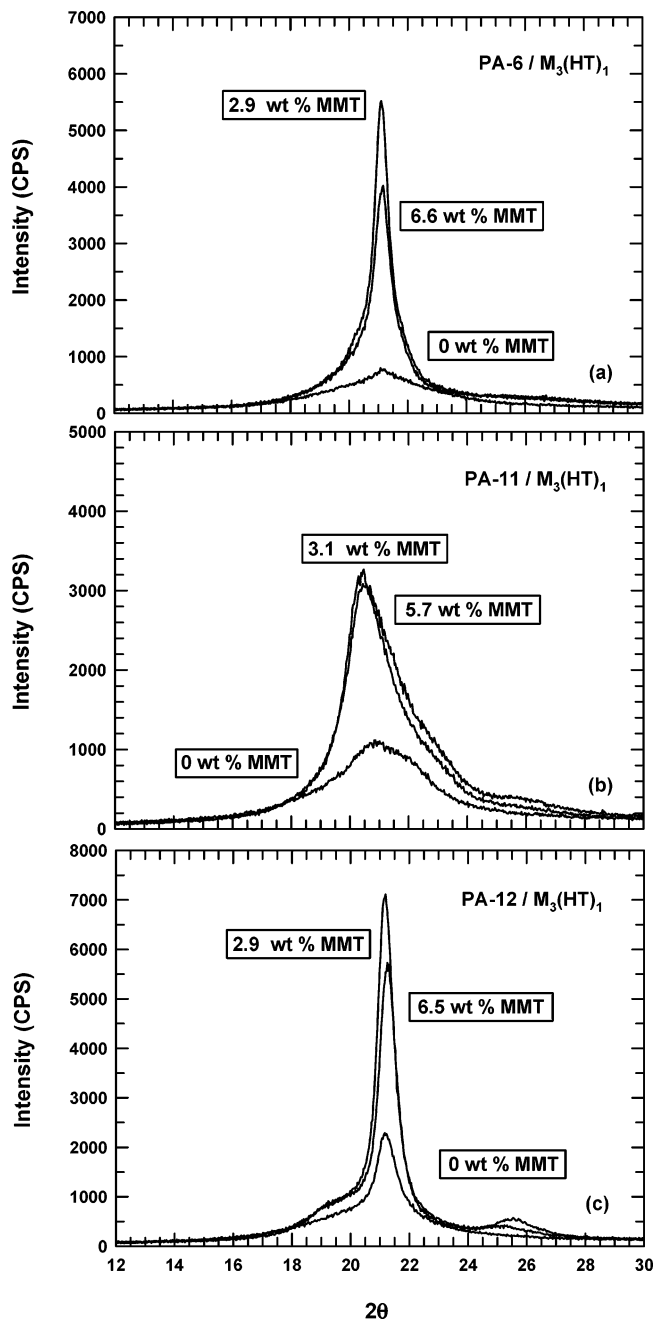 7000
PA-6 / M3(HT)1
6000
2.9 wt % MMT
5000
Intensity (CPS)
4000
6.6 wt % MMT
3000
2000
0 wt % MMT
1000
(a)
0
5000
PA-11 / M3(HT)1
4000
3.1 wt % MMT
Intensity (CPS)
3000
5.7 wt % MMT
2000
1000
0 wt % MMT
(b)
0
8000
PA-12 / M3(HT)1
7000
2.9 wt % MMT
6000
Intensity (CPS)
5000
6.5 wt % MMT
4000
3000
2000
0 wt % MMT
1000
(c)
0
12 14 16 18 20 22 24 26 28 30
2θ